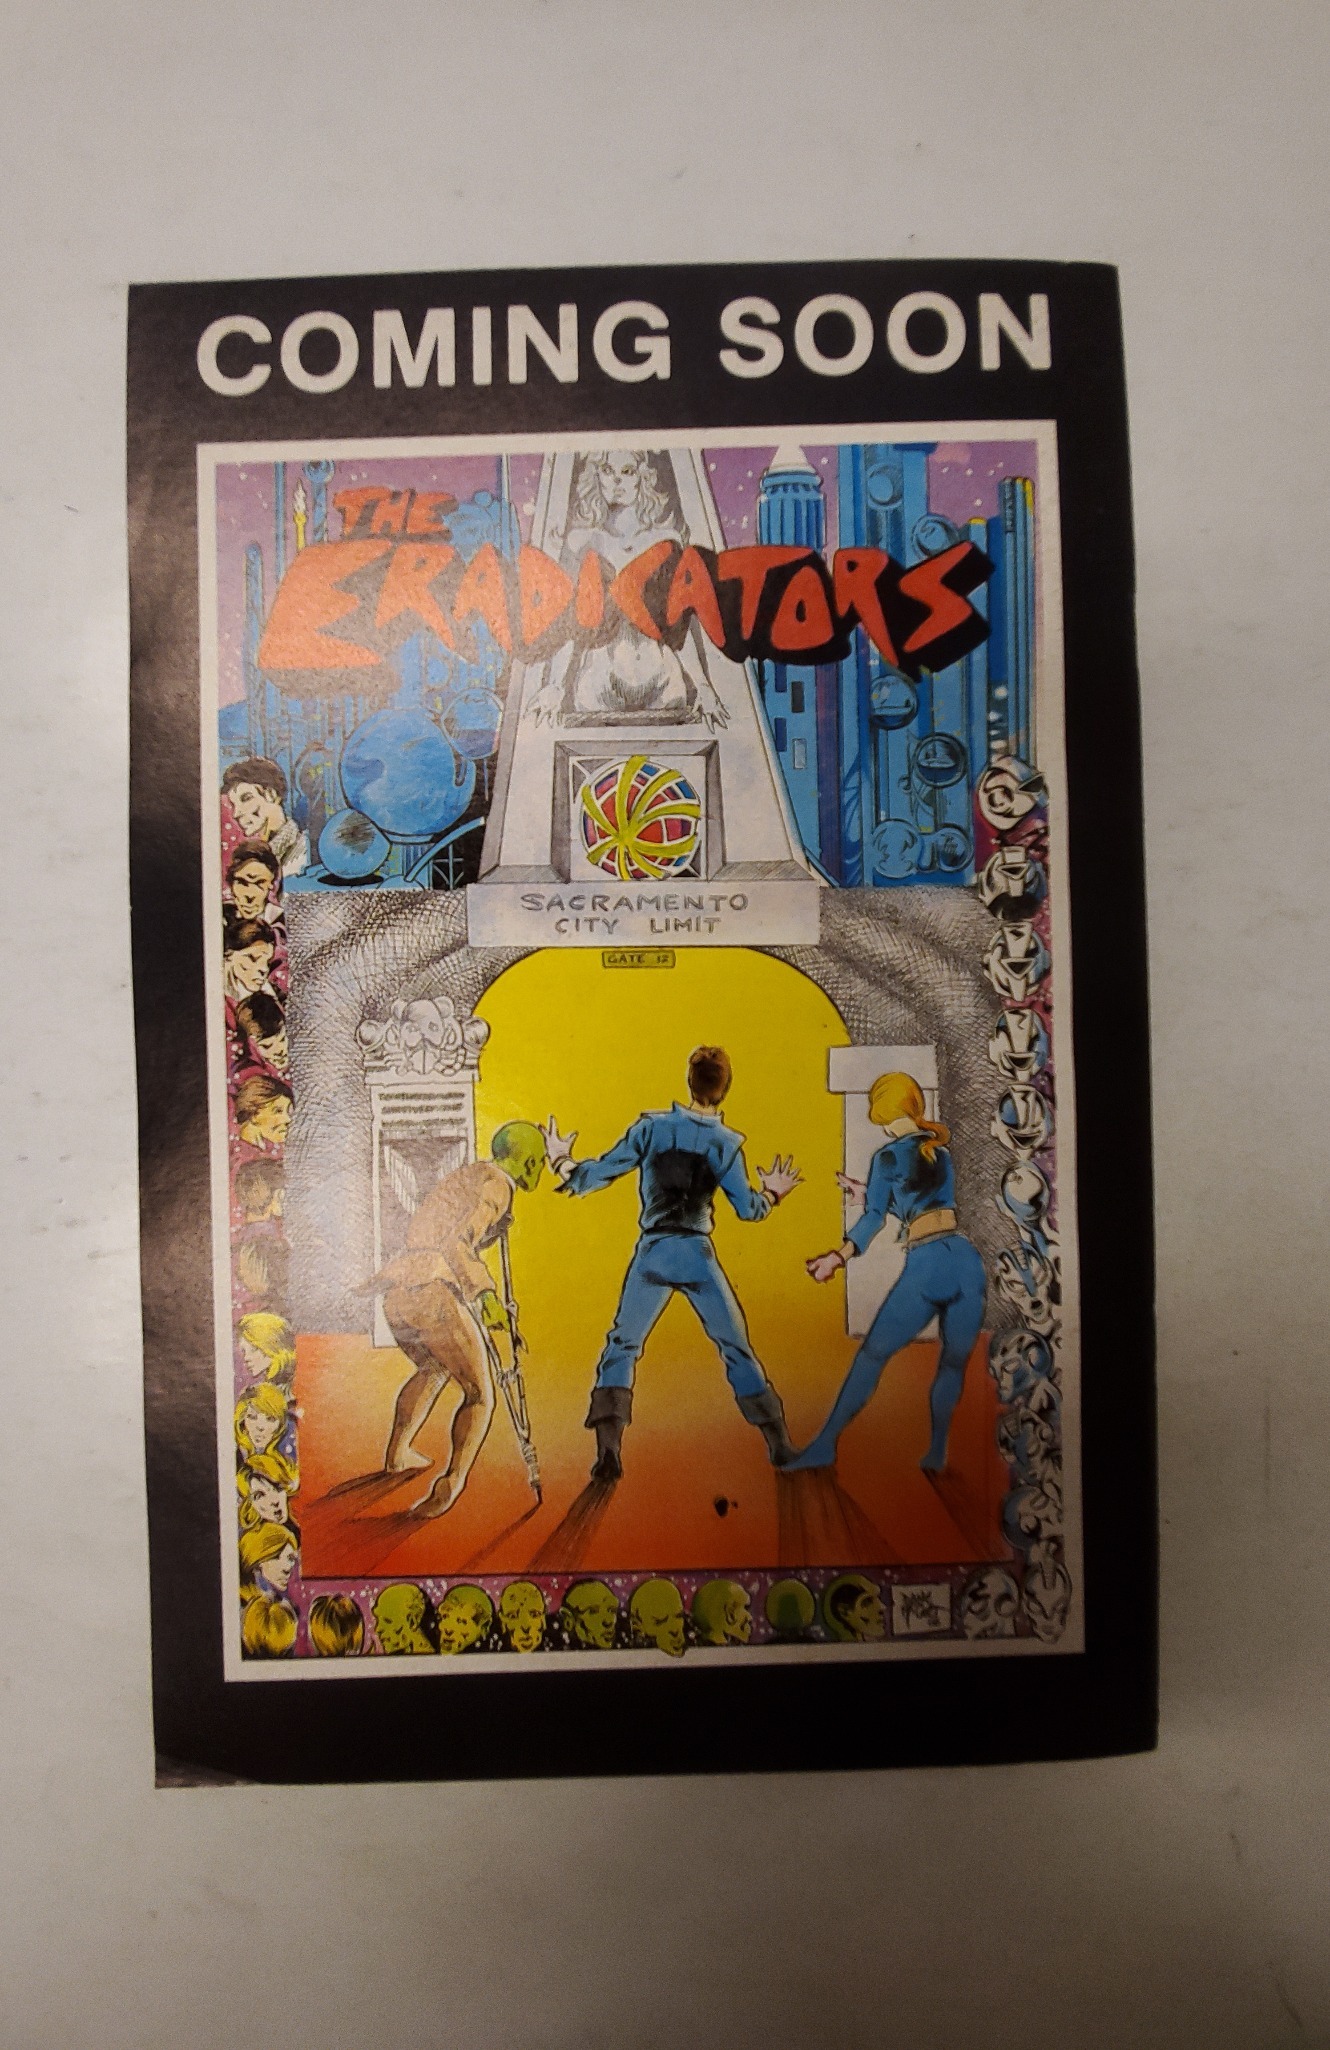 COMING SOON
THE
ERADICATORS
SACRAMENTO
CITY LIMIT
GATE 12